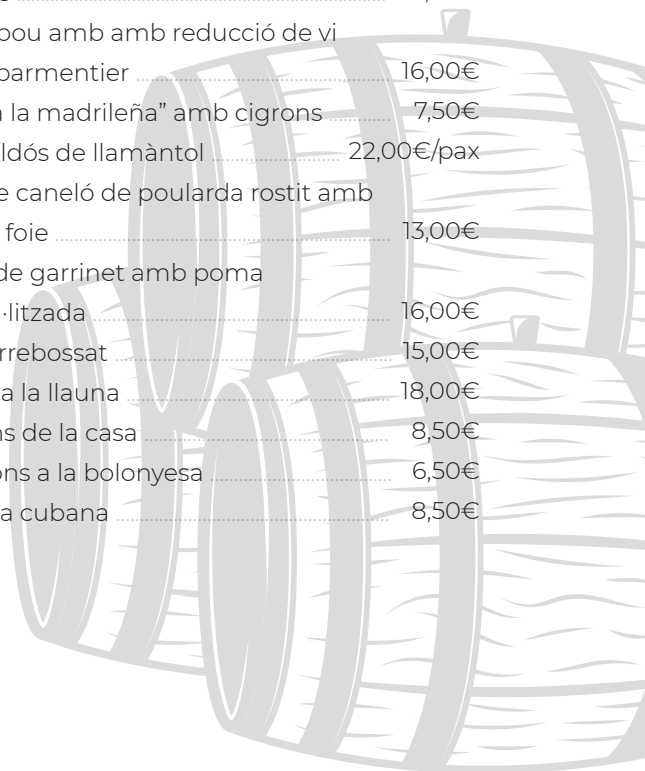 bou amb amb reducció de vi
parmentier 16,00€
a la madrileña” amb cigrons 7,50€
ldós de llamàntol 22,00€/pax
e caneló de poularda rostit amb
foie 13,00€
de garrinet amb poma
·litzada 16,00€
rrebossat 15,00€
a la llauna 18,00€
ns de la casa 8,50€
ons a la bolonyesa 6,50€
a cubana 8,50€